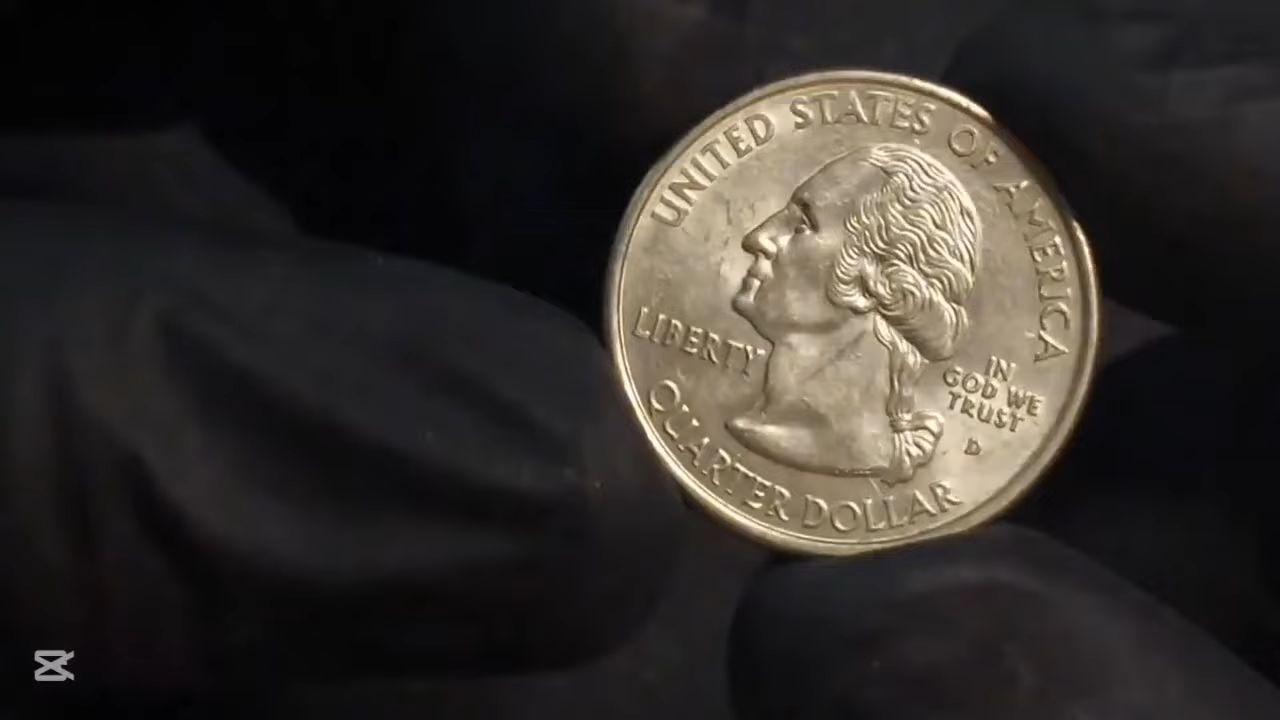 UNITED STATES OF AMERICA
LIBERTY
IN
GOD WE
TRUST
D
QUARTER DOLLAR